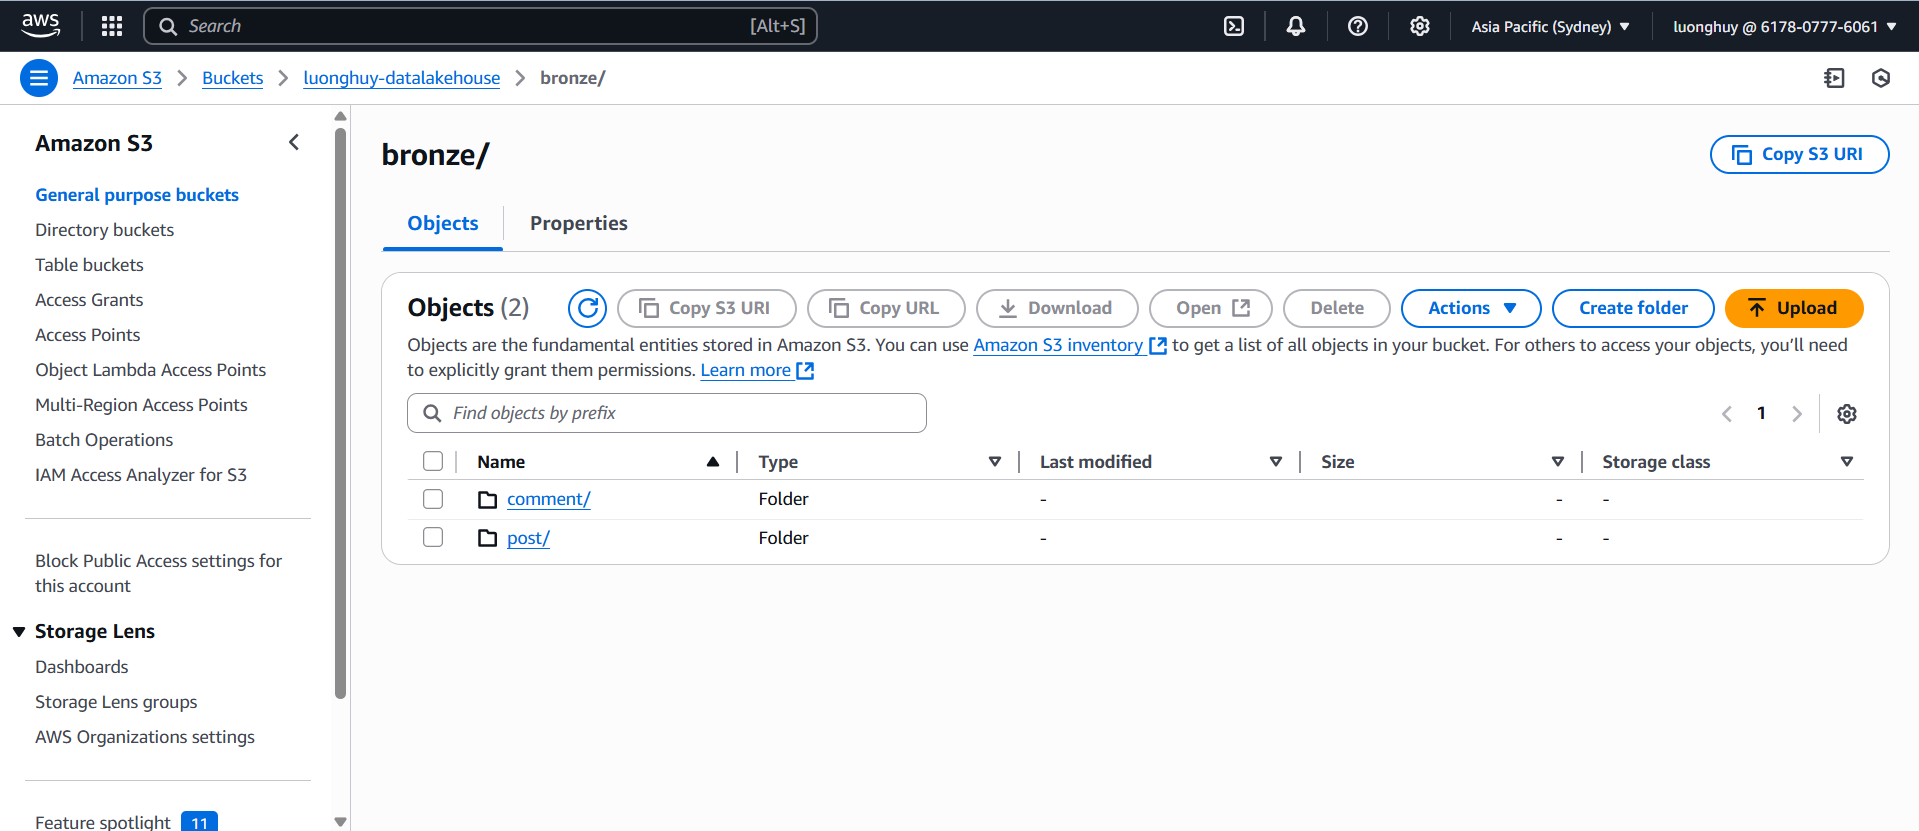 aws
Search [Alt+S]
Asia Pacific (Sydney)
luonghuy @ 6178-0777-6061
Amazon S3 > Buckets > luonghuy-datalakehouse > bronze/
Amazon S3
General purpose buckets
Directory buckets
Table buckets
Access Grants
Access Points
Object Lambda Access Points
Multi-Region Access Points
Batch Operations
IAM Access Analyzer for S3
Block Public Access settings for
this account
Storage Lens
Dashboards
Storage Lens groups
AWS Organizations settings
Feature spotlight 11
bronze/
Copy S3 URI
Objects Properties
Objects (2) Copy S3 URI Copy URL Download Open Delete Actions Create folder Upload
Objects are the fundamental entities stored in Amazon S3. You can use Amazon S3 inventory to get a list of all objects in your bucket. For others to access your objects, you’ll need
to explicitly grant them permissions. Learn more
Find objects by prefix
1
Name Type Last modified Size Storage class
comment/ Folder - - -
post/ Folder - - -